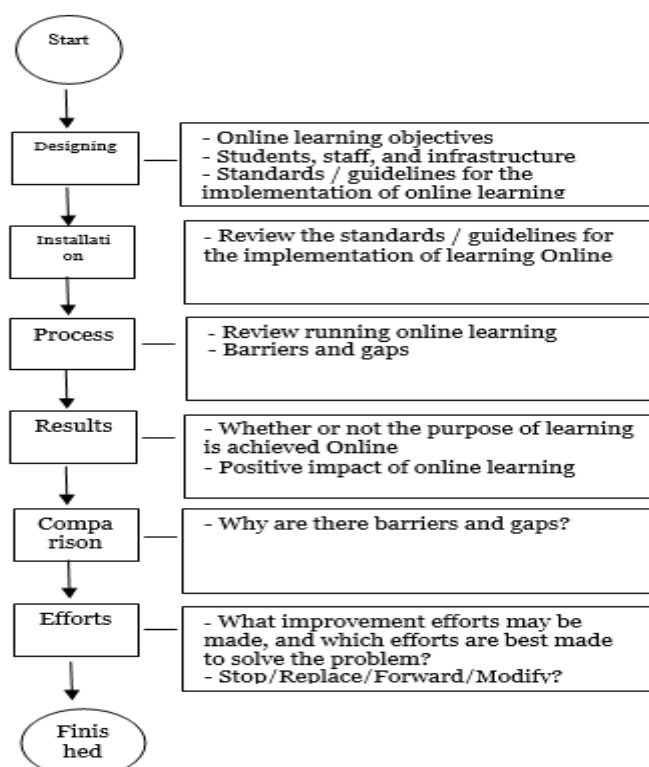 Start
Designing
- Online learning objectives
- Students, staff, and infrastructure
- Standards / guidelines for the
implementation of online learning
Installati
on
- Review the standards / guidelines for
the implementation of learning Online
Process
- Review running online learning
- Barriers and gaps
Results
- Whether or not the purpose of learning
is achieved Online
- Positive impact of online learning
Compa
rison
- Why are there barriers and gaps?
Efforts
- What improvement efforts may be
made, and which efforts are best made
to solve the problem?
- Stop/Replace/Forward/Modify?
Finis
hed